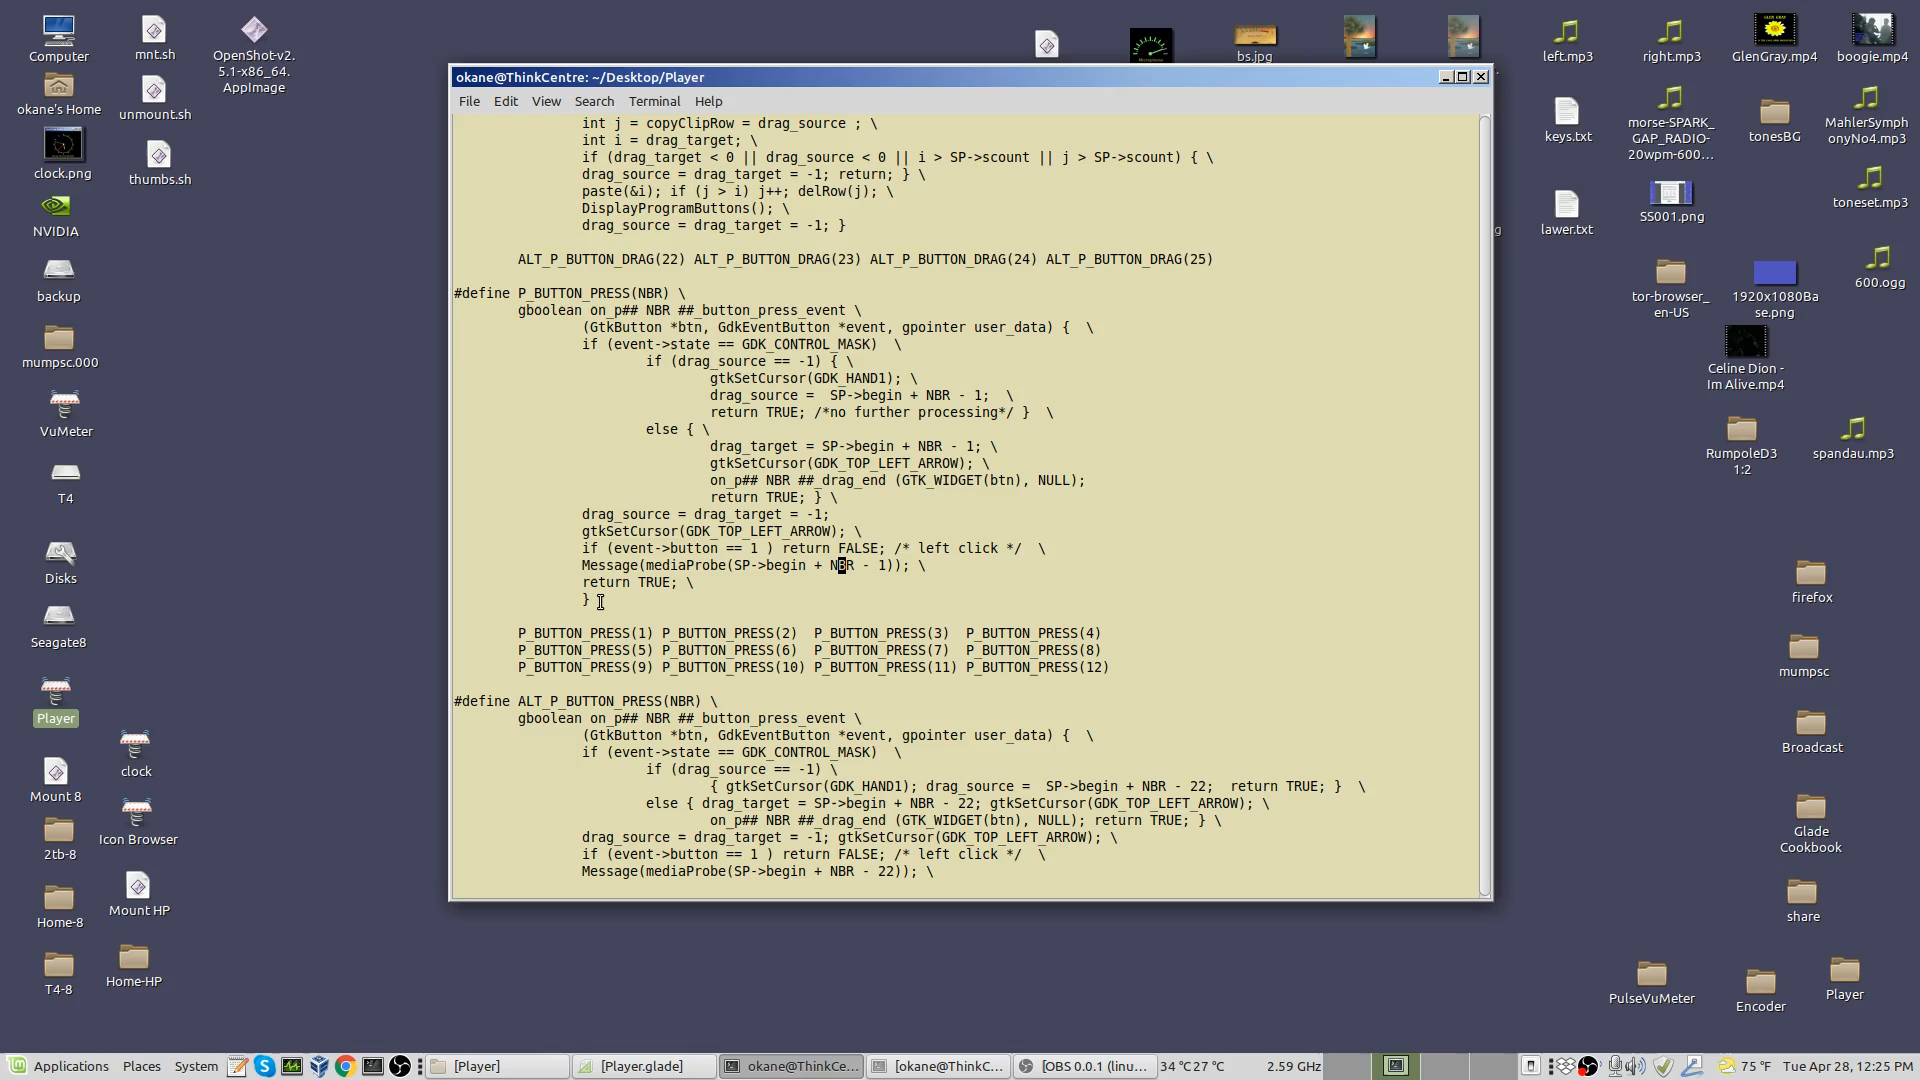 okane@ThinkCentre: ~/Desktop/Player
File Edit View Search Terminal Help
int j = copyClipRow = drag_source ; \
int i = drag_target; \
if (drag_target < 0 || drag_source < 0 || i > SP->scount || j > SP->scount) { \
drag_source = drag_target = -1; return; } \
paste(&i); if (j > i) j++; delRow(j); \
DisplayProgramButtons(); \
drag_source = drag_target = -1; }
ALT_P_BUTTON_DRAG(22) ALT_P_BUTTON_DRAG(23) ALT_P_BUTTON_DRAG(24) ALT_P_BUTTON_DRAG(25)
#define P_BUTTON_PRESS(NBR) \
gboolean on_p## NBR ##_button_press_event \
(GtkButton *btn, GdkEventButton *event, gpointer user_data) {  \
if (event->state == GDK_CONTROL_MASK)  \
if (drag_source == -1) { \
gtkSetCursor(GDK_HAND1); \
drag_source =  SP->begin + NBR - 1;  \
return TRUE; /*no further processing*/ }  \
else { \
drag_target = SP->begin + NBR - 1; \
gtkSetCursor(GDK_TOP_LEFT_ARROW); \
on_p## NBR ##_drag_end (GTK_WIDGET(btn), NULL);
return TRUE; } \
drag_source = drag_target = -1;
gtkSetCursor(GDK_TOP_LEFT_ARROW); \
if (event->button == 1 ) return FALSE; /* left click */  \
Message(mediaProbe(SP->begin + NBR - 1)); \
return TRUE; \
}
P_BUTTON_PRESS(1) P_BUTTON_PRESS(2)  P_BUTTON_PRESS(3)  P_BUTTON_PRESS(4)
P_BUTTON_PRESS(5) P_BUTTON_PRESS(6)  P_BUTTON_PRESS(7)  P_BUTTON_PRESS(8)
P_BUTTON_PRESS(9) P_BUTTON_PRESS(10) P_BUTTON_PRESS(11) P_BUTTON_PRESS(12)
#define ALT_P_BUTTON_PRESS(NBR) \
gboolean on_p## NBR ##_button_press_event \
(GtkButton *btn, GdkEventButton *event, gpointer user_data) {  \
if (event->state == GDK_CONTROL_MASK)  \
if (drag_source == -1) \
{ gtkSetCursor(GDK_HAND1); drag_source =  SP->begin + NBR - 22;  return TRUE; }  \
else { drag_target = SP->begin + NBR - 22; gtkSetCursor(GDK_TOP_LEFT_ARROW); \
on_p## NBR ##_drag_end (GTK_WIDGET(btn), NULL); return TRUE; } \
drag_source = drag_target = -1; gtkSetCursor(GDK_TOP_LEFT_ARROW); \
if (event->button == 1 ) return FALSE; /* left click */  \
Message(mediaProbe(SP->begin + NBR - 22)); \
Computer
okane's Home
clock.png
NVIDIA
backup
mumpsc.000
VuMeter
T4
Disks
Seagate8
Player
Mount 8
2tb-8
Home-8
T4-8
mnt.sh
unmount.sh
thumbs.sh
clock
Icon Browser
Mount HP
Home-HP
OpenShot-v2.
5.1-x86_64.
AppImage
bs.jpg
left.mp3
keys.txt
lawer.txt
g
right.mp3
morse-SPARK_
GAP_RADIO-
20wpm-600...
SS001.png
tor-browser_
en-US
GlenGray.mp4
tonesBG
1920x1080Ba
se.png
Celine Dion -
Im Alive.mp4
RumpoleD3
1:2
boogie.mp4
MahlerSymph
onyNo4.mp3
toneset.mp3
600.ogg
spandau.mp3
firefox
mumpsc
Broadcast
Glade
Cookbook
share
PulseVuMeter
Encoder
Player
Applications Places System [Player] [Player.glade] okane@ThinkCe... [okane@ThinkC... [OBS 0.0.1 (linu... 34 ℃27 ℃ 2.59 GHz 75 °F Tue Apr 28, 12:25 PM